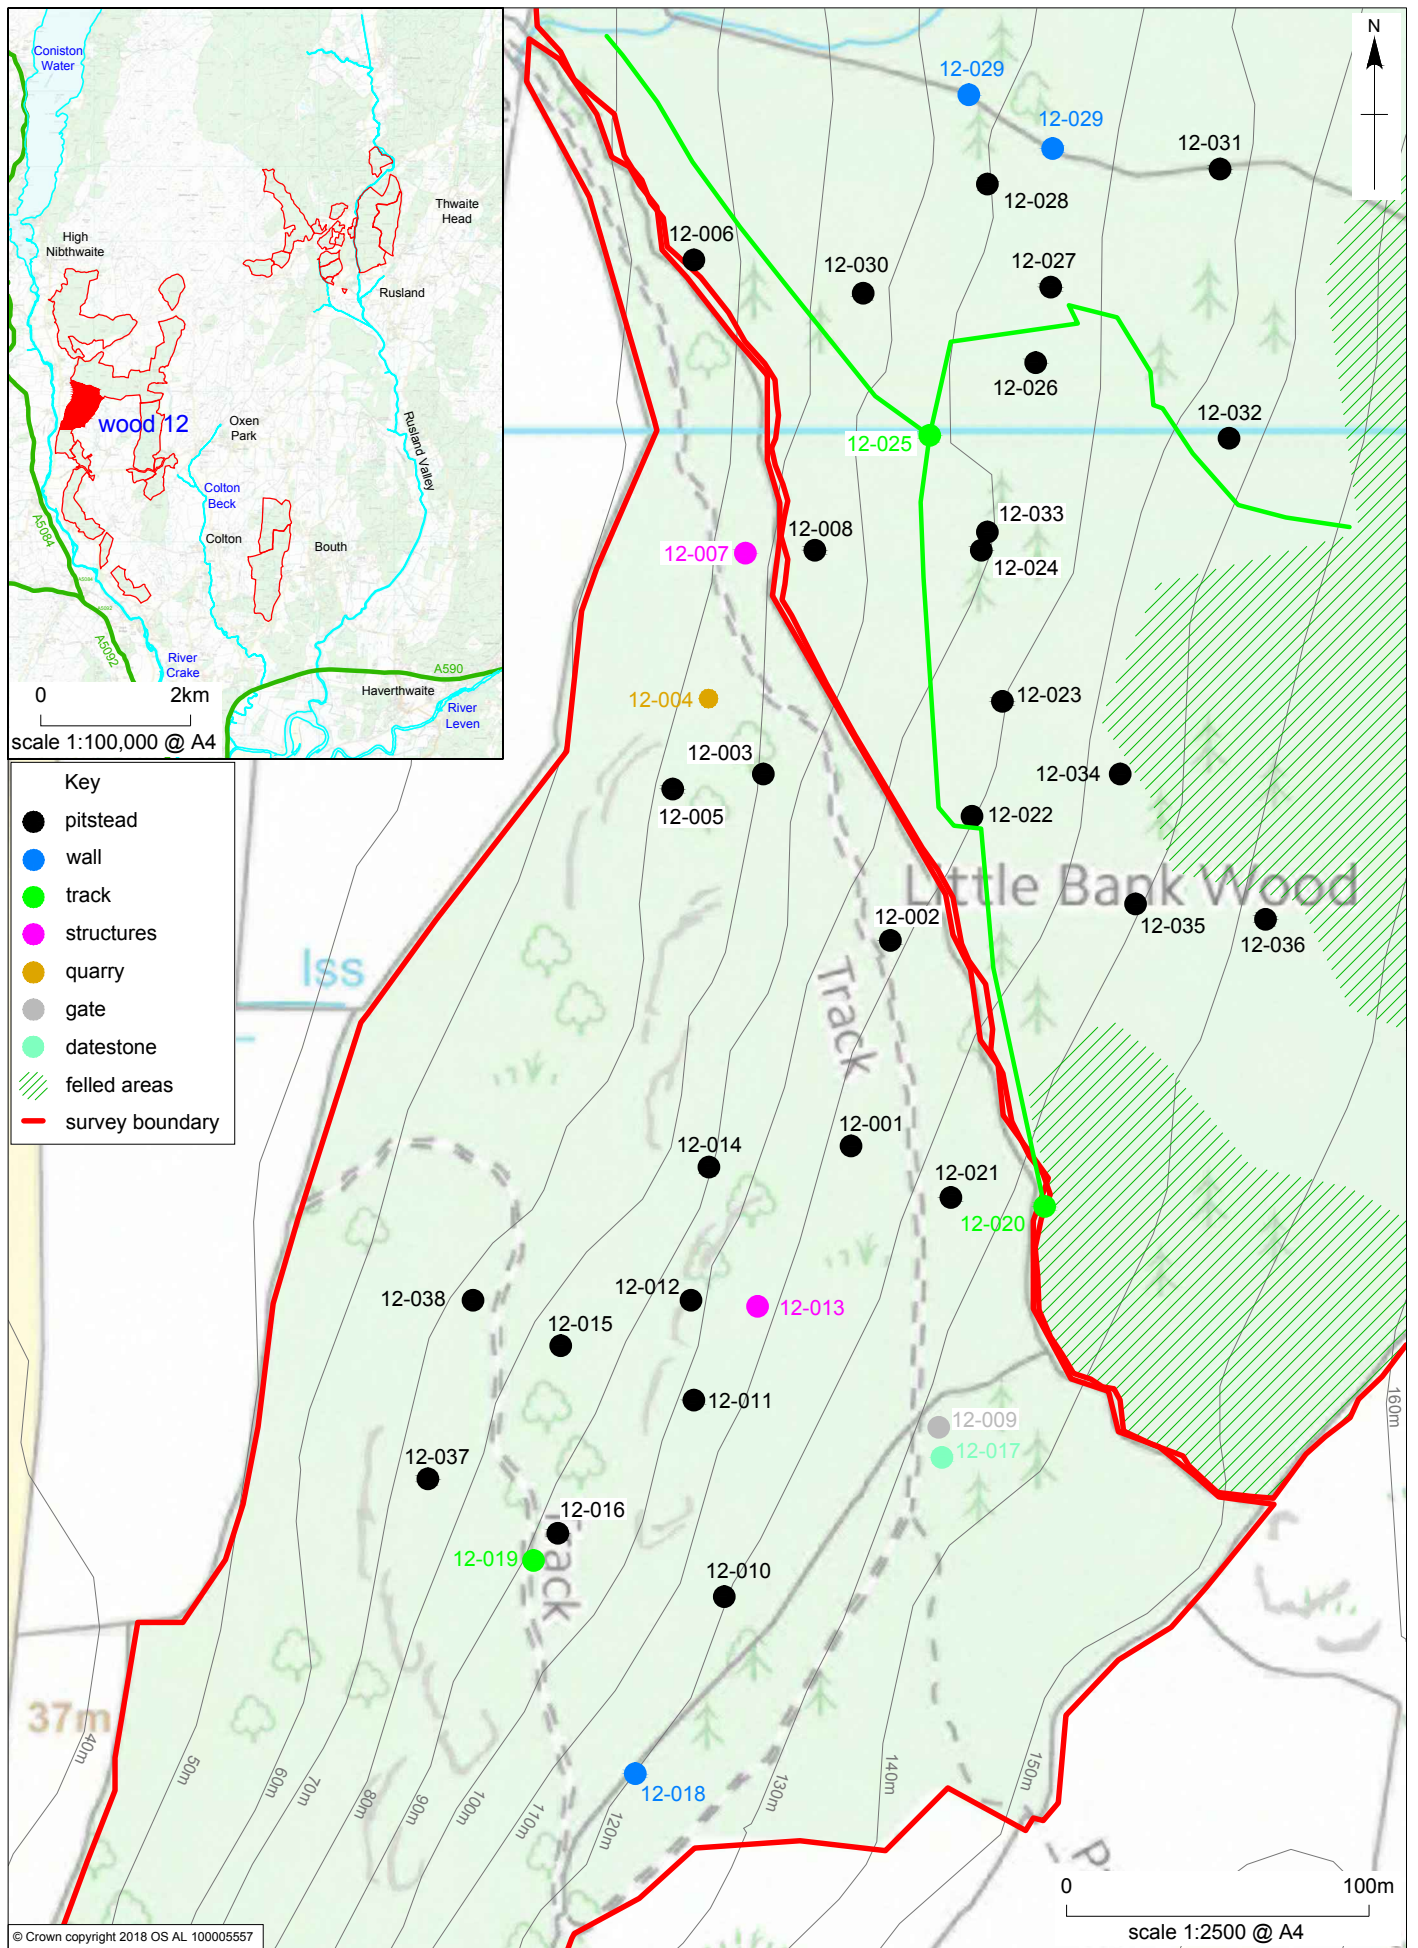 Coniston
Water
High
Nibthwaite
Thwaite
Head
Rusland
wood 12
Oxen
Park
Rusland Valley
Colton
Beck
Colton
Bouth
A5084
A5092
River
Crake
A590
Haverthwaite
River
Leven
0 2km
scale 1:100,000 @ A4
Key
pitstead
wall
track
structures
quarry
gate
datestone
felled areas
survey boundary
N
12-029
12-029
12-031
12-028
12-006
12-030
12-027
12-026
12-032
12-025
12-033
12-008
12-007
12-024
12-004
12-023
12-003
12-034
12-005
12-022
Little Bank Wood
12-002
12-035
12-036
lss
Track
12-001
12-014
12-021
12-020
12-038
12-012
12-013
12-015
12-011
12-009
12-017
160m
12-037
12-016
12-019
Track
12-010
37m
12-018
40m
50m
60m
70m
80m
90m
100m
110m
120m
130m
140m
150m
0 100m
scale 1:2500 @ A4
© Crown copyright 2018 OS AL 100005557